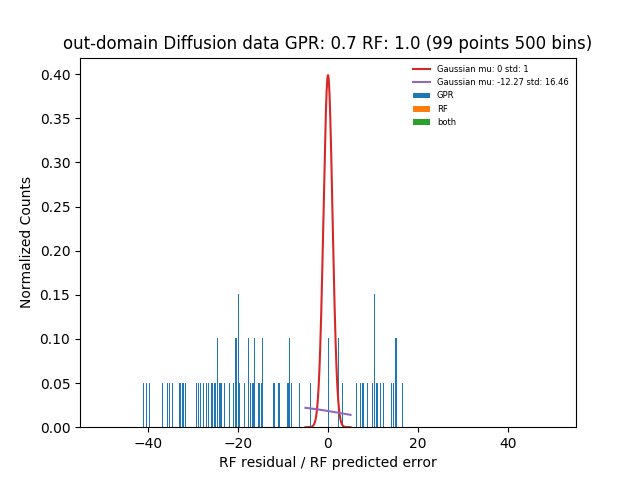 out-domain Diffusion data GPR: 0.7 RF: 1.0 (99 points 500 bins)
Gaussian mu: 0 std: 1
Gaussian mu: -12.27 std: 16.46
GPR
RF
both
Normalized Counts
0.40
0.35
0.30
0.25
0.20
0.15
0.10
0.05
0.00
−40
−20
0
20
40
RF residual / RF predicted error